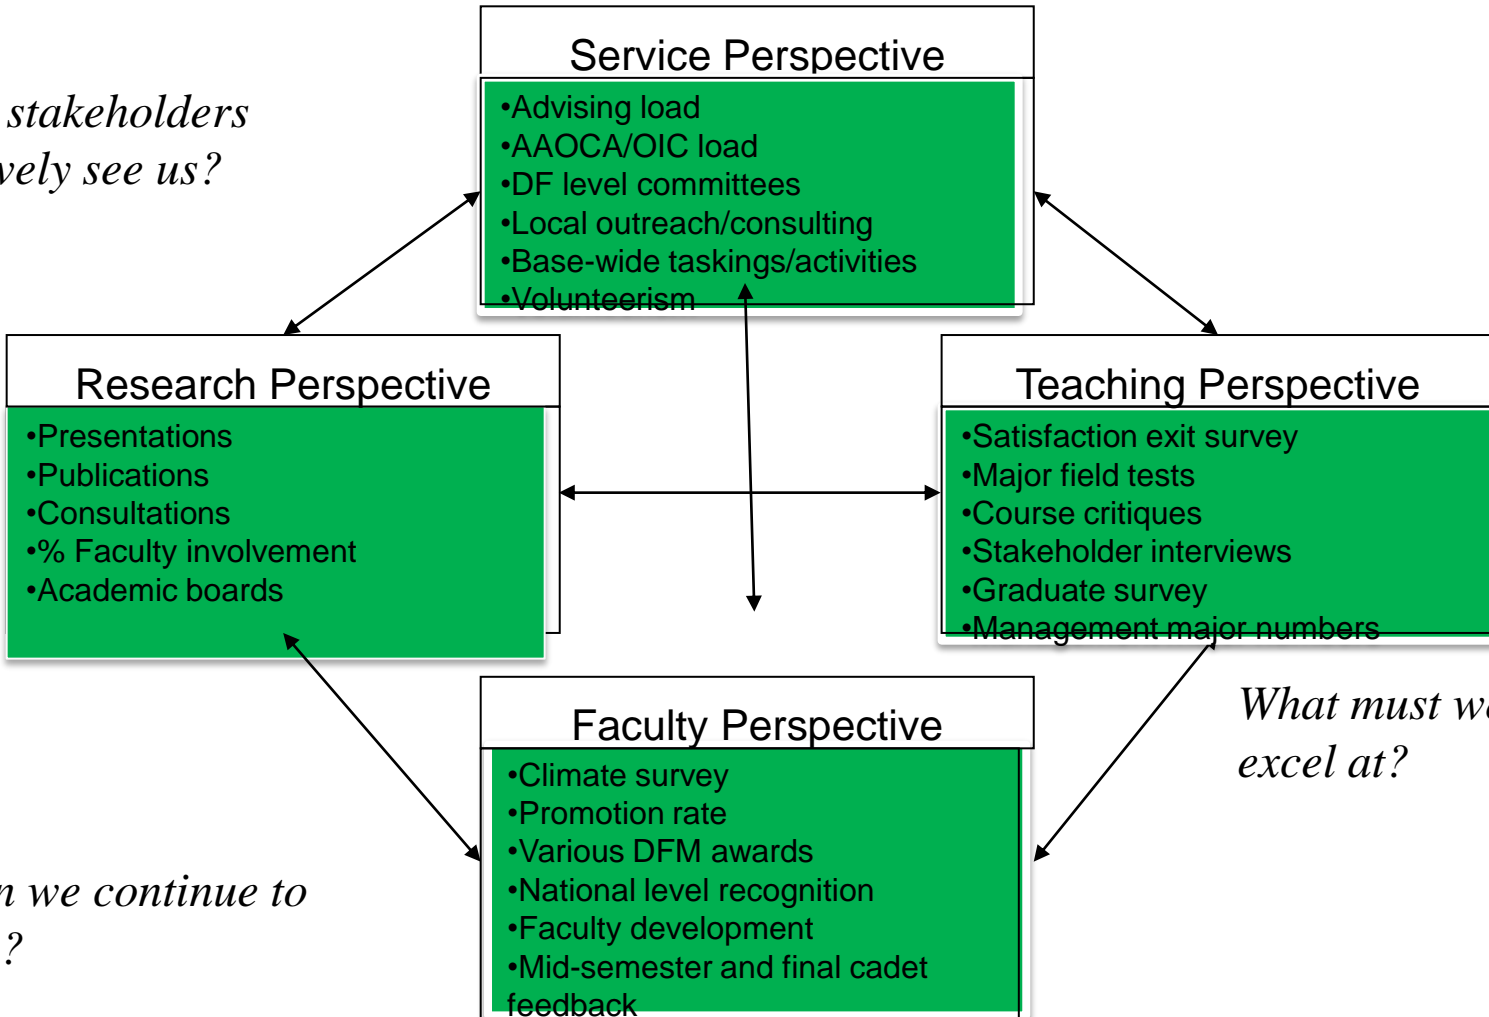 Service Perspective
•Advising load
•AAOCA/OIC load
•DF level committees
•Local outreach/consulting
•Base-wide taskings/activities
•Volunteerism
stakeholders
vely see us?
Research Perspective
•Presentations
•Publications
•Consultations
•% Faculty involvement
•Academic boards
Teaching Perspective
•Satisfaction exit survey
•Major field tests
•Course critiques
•Stakeholder interviews
•Graduate survey
•Management major numbers
What must we
excel at?
Faculty Perspective
•Climate survey
•Promotion rate
•Various DFM awards
•National level recognition
•Faculty development
•Mid-semester and final cadet
feedback
n we continue to
?